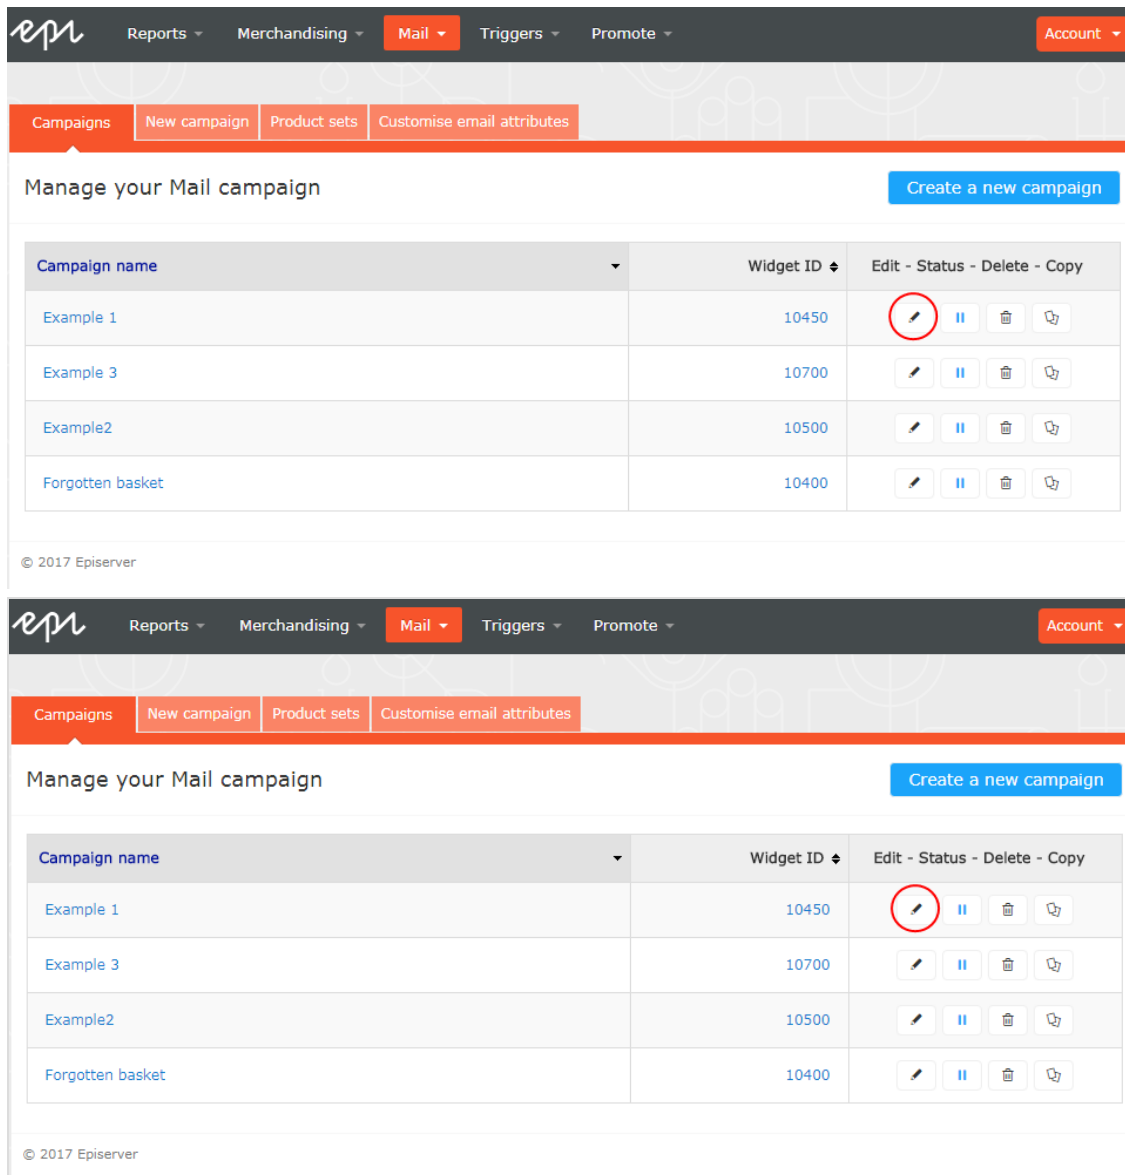 epi Reports Merchandising Mail Triggers Promote Account
Campaigns New campaign Product sets Customise email attributes
Manage your Mail campaign Create a new campaign
Campaign name Widget ID Edit - Status - Delete - Copy
Example 1 10450
Example 3 10700
Example2 10500
Forgotten basket 10400
© 2017 Episerver
epi Reports Merchandising Mail Triggers Promote Account
Campaigns New campaign Product sets Customise email attributes
Manage your Mail campaign Create a new campaign
Campaign name Widget ID Edit - Status - Delete - Copy
Example 1 10450
Example 3 10700
Example2 10500
Forgotten basket 10400
© 2017 Episerver